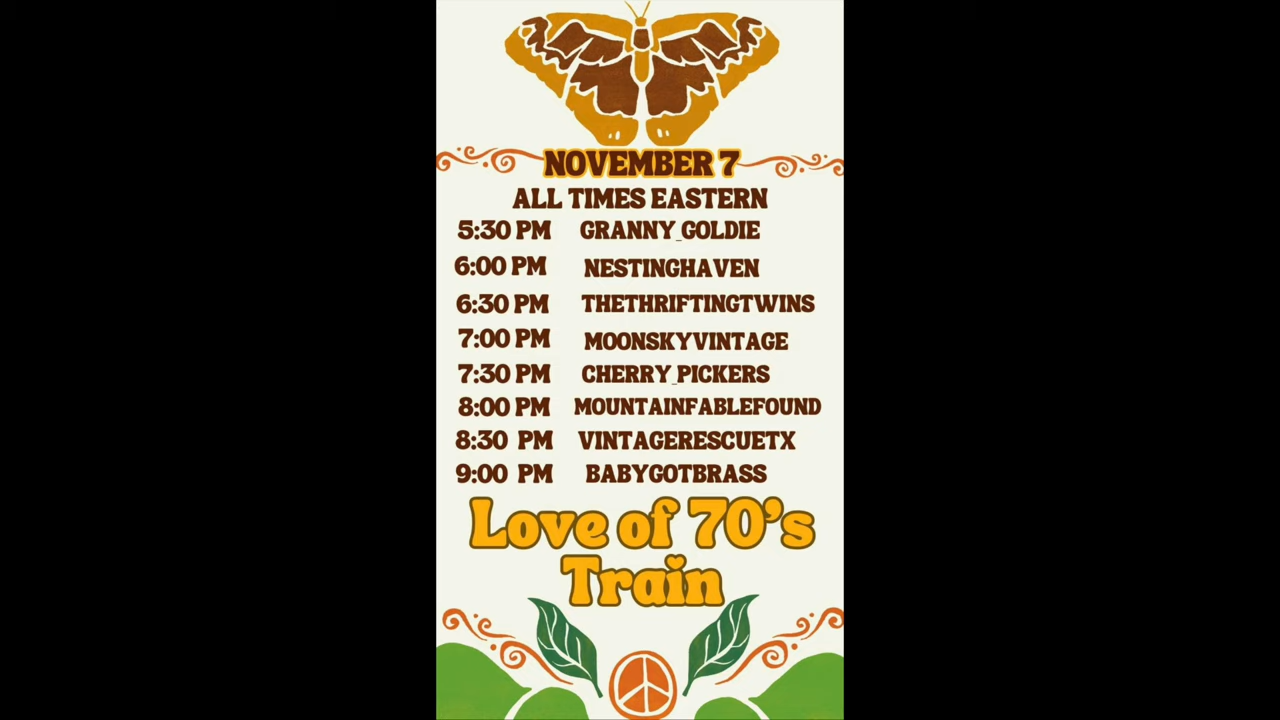 NOVEMBER 7
ALL TIMES EASTERN
5:30 PM GRANNY_GOLDIE
6:00 PM NESTINGHAVEN
6:30 PM THETHRIFTINGTWINS
7:00 PM MOONSKYVINTAGE
7:30 PM CHERRY_PICKERS
8:00 PM MOUNTAINFABLEFOUND
8:30 PM VINTAGERESCUETX
9:00 PM BABYGOTBRASS
Love of 70's
Train